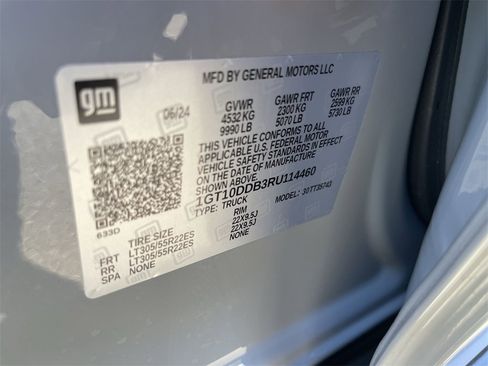 MFD BY GENERAL MOTORS LLC
gm
06/24
GVWR GAWR FRT GAWR RR
4532 KG 2300 KG 2599 KG
9990 LB 5070 LB 5730 LB
THIS VEHICLE CONFORMS TO ALL
APPLICABLE U.S. FEDERAL MOTOR
VEHICLE SAFETY STANDARDS IN EFFECT
ON THE DATE OF MANUFACTURE
SHOWN ABOVE.
1GT10DDB3RU114460
TYPE: TRUCK MODEL: 30TT35743
633D
TIRE SIZE RIM
FRT LT305/55R22ES 22X9.5J
RR LT305/55R22ES 22X9.5J
SPA NONE NONE